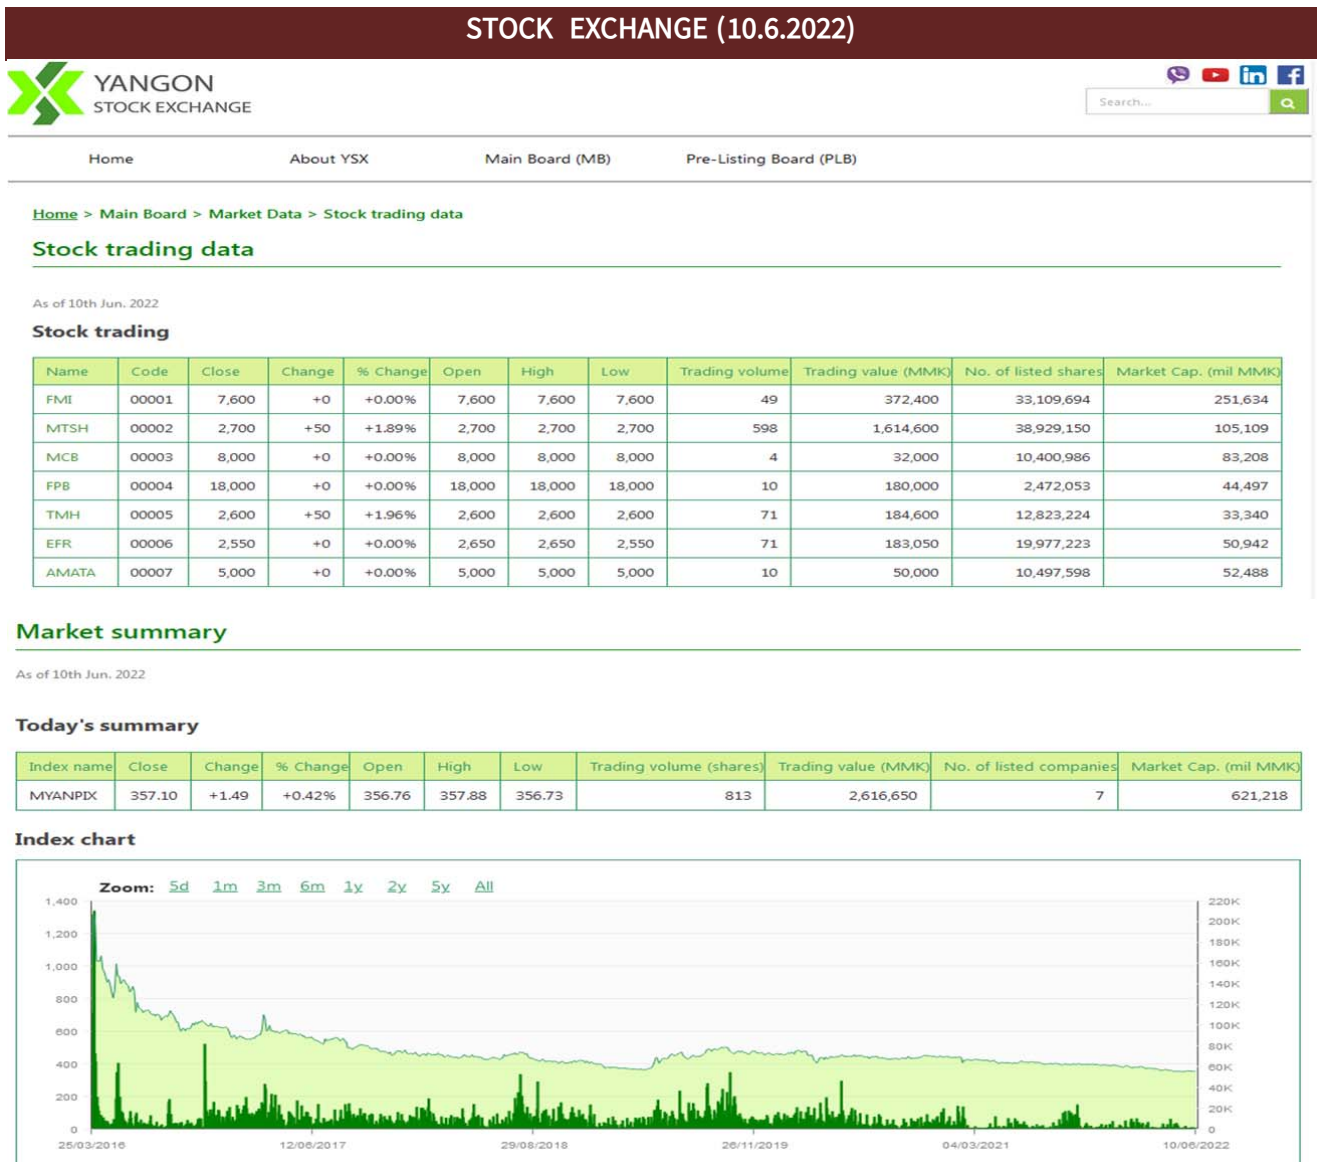 STOCK EXCHANGE (10.6.2022)
YANGON
STOCK EXCHANGE
Search...
Home About YSX Main Board (MB) Pre-Listing Board (PLB)
Home > Main Board > Market Data > Stock trading data
Stock trading data
As of 10th Jun. 2022
Stock trading
Name Code Close Change % Change Open High Low Trading volume Trading value (MMK) No. of listed shares Market Cap. (mil MMK)
FMI 00001 7,600 +0 +0.00% 7,600 7,600 7,600 49 372,400 33,109,694 251,634
MTSH 00002 2,700 +50 +1.89% 2,700 2,700 2,700 598 1,614,600 38,929,150 105,109
MCB 00003 8,000 +0 +0.00% 8,000 8,000 8,000 4 32,000 10,400,986 83,208
FPB 00004 18,000 +0 +0.00% 18,000 18,000 18,000 10 180,000 2,472,053 44,497
TMH 00005 2,600 +50 +1.96% 2,600 2,600 2,600 71 184,600 12,823,224 33,340
EFR 00006 2,550 +0 +0.00% 2,650 2,650 2,550 71 183,050 19,977,223 50,942
AMATA 00007 5,000 +0 +0.00% 5,000 5,000 5,000 10 50,000 10,497,598 52,488
Market summary
As of 10th Jun. 2022
Today's summary
Index name Close Change % Change Open High Low Trading volume (shares) Trading value (MMK) No. of listed companies Market Cap. (mil MMK)
MYANPIX 357.10 +1.49 +0.42% 356.76 357.88 356.73 813 2,616,650 7 621,218
Index chart
Zoom: 5d 1m 3m 6m 1y 2y 5y All
1,400 220K
200K
1,200
180K
1,000 160K
140K
800
120K
600 100K
80K
400 60K
40K
200
20K
0 0
25/03/2016 12/06/2017 29/08/2018 26/11/2019 04/03/2021 10/06/2022